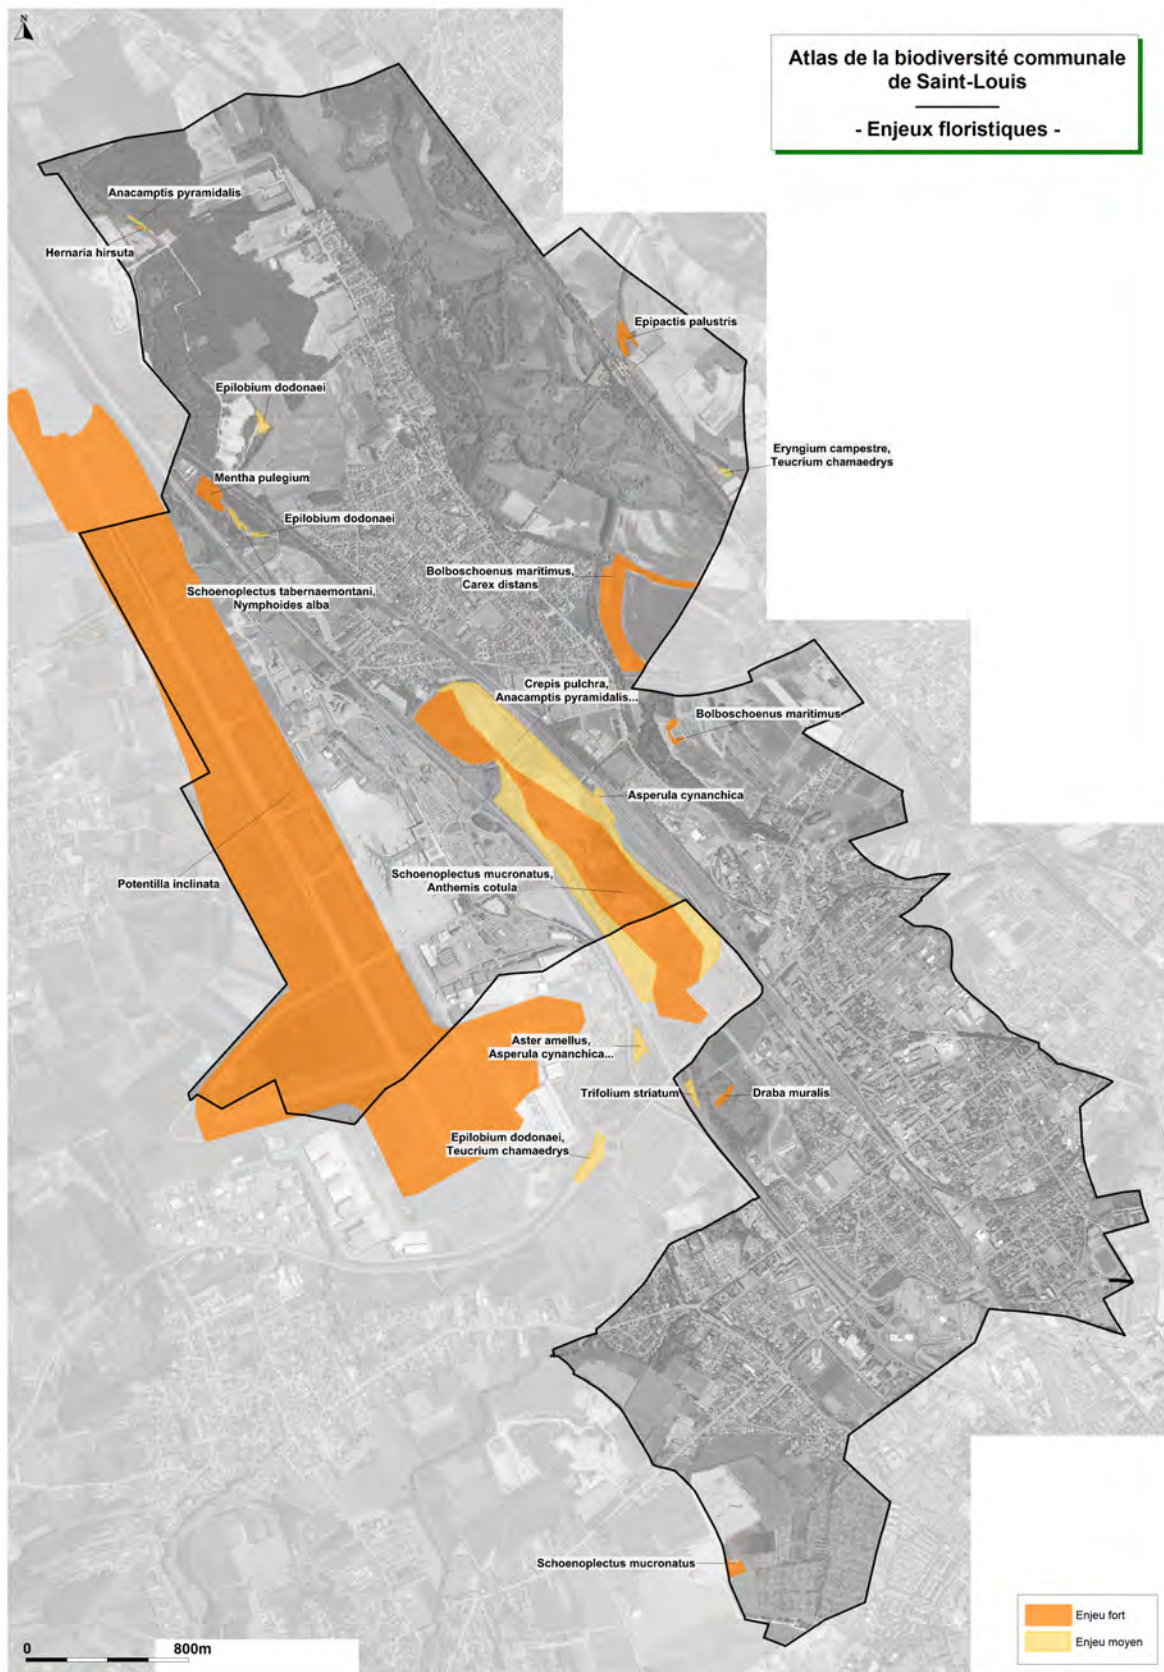 N
Atlas de la biodiversité communale
de Saint-Louis
- Enjeux floristiques -
Anacamptis pyramidalis
Hernaria hirsuta
Epipactis palustris
Epilobium dodonaei
Eryngium campestre,
Teucrium chamaedrys
Mentha pulegium
Epilobium dodonaei
Bolboschoenus maritimus,
Carex distans
Schoenoplectus tabernaemontani,
Nymphoides alba
Crepis pulchra,
Anacamptis pyramidalis...
Bolboschoenus maritimus
Asperula cynanchica
Schoenoplectus mucronatus,
Anthemis cotula
Potentilla inclinata
Aster amellus,
Asperula cynanchica...
Trifolium striatum
Draba muralis
Epilobium dodonaei,
Teucrium chamaedrys
Schoenoplectus mucronatus
Enjeu fort
Enjeu moyen
0 800m